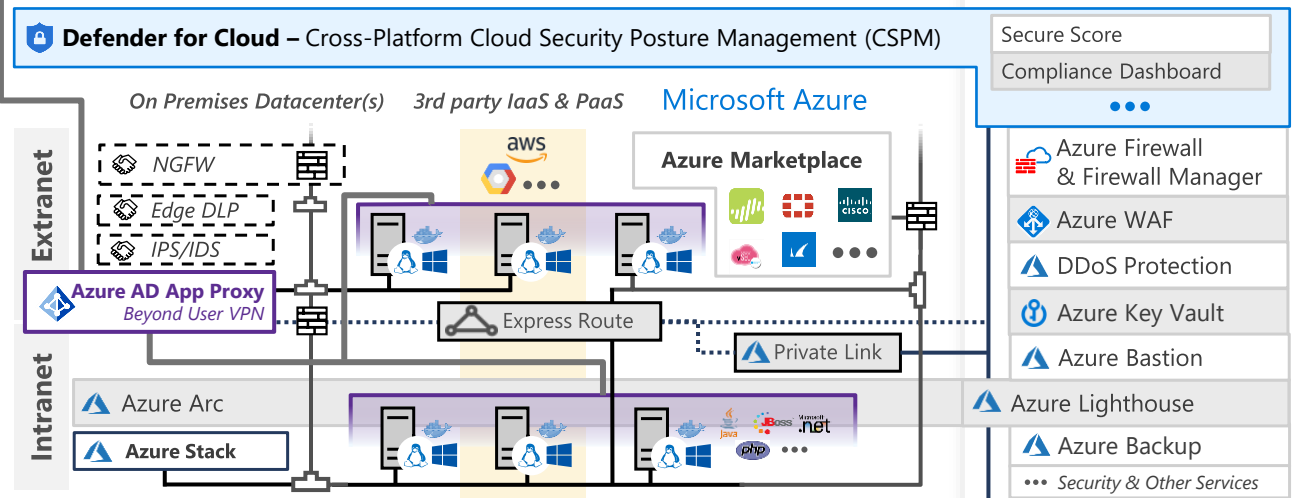 Defender for Cloud – Cross-Platform Cloud Security Posture Management (CSPM)
Secure Score
Compliance Dashboard
On Premises Datacenter(s)
3rd party IaaS & PaaS
Microsoft Azure
Extranet
NGFW
Edge DLP
IPS/IDS
aws
Azure Marketplace
CISCO
Azure Firewall
& Firewall Manager
Azure WAF
DDoS Protection
Azure Key Vault
Azure Bastion
Azure AD App Proxy
Beyond User VPN
Express Route
Private Link
Intranet
Azure Arc
Azure Lighthouse
Azure Stack
Java
JBoss
Microsoft
.net
php
Azure Backup
Security & Other Services